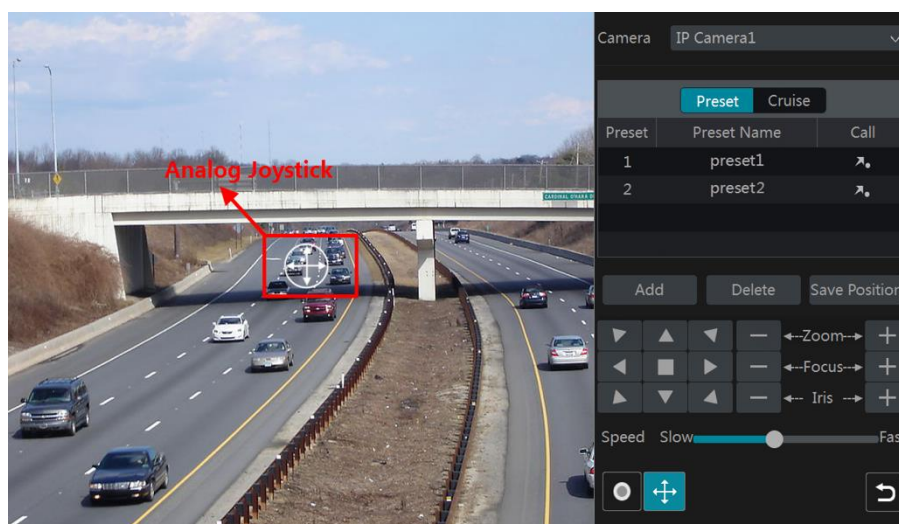 Camera IP Camera1
Preset Cruise
Preset Preset Name Call
1 preset1
2 preset2
Analog Joystick
Add Delete Save Position
Zoom
Focus
Iris
Speed Slow Fas